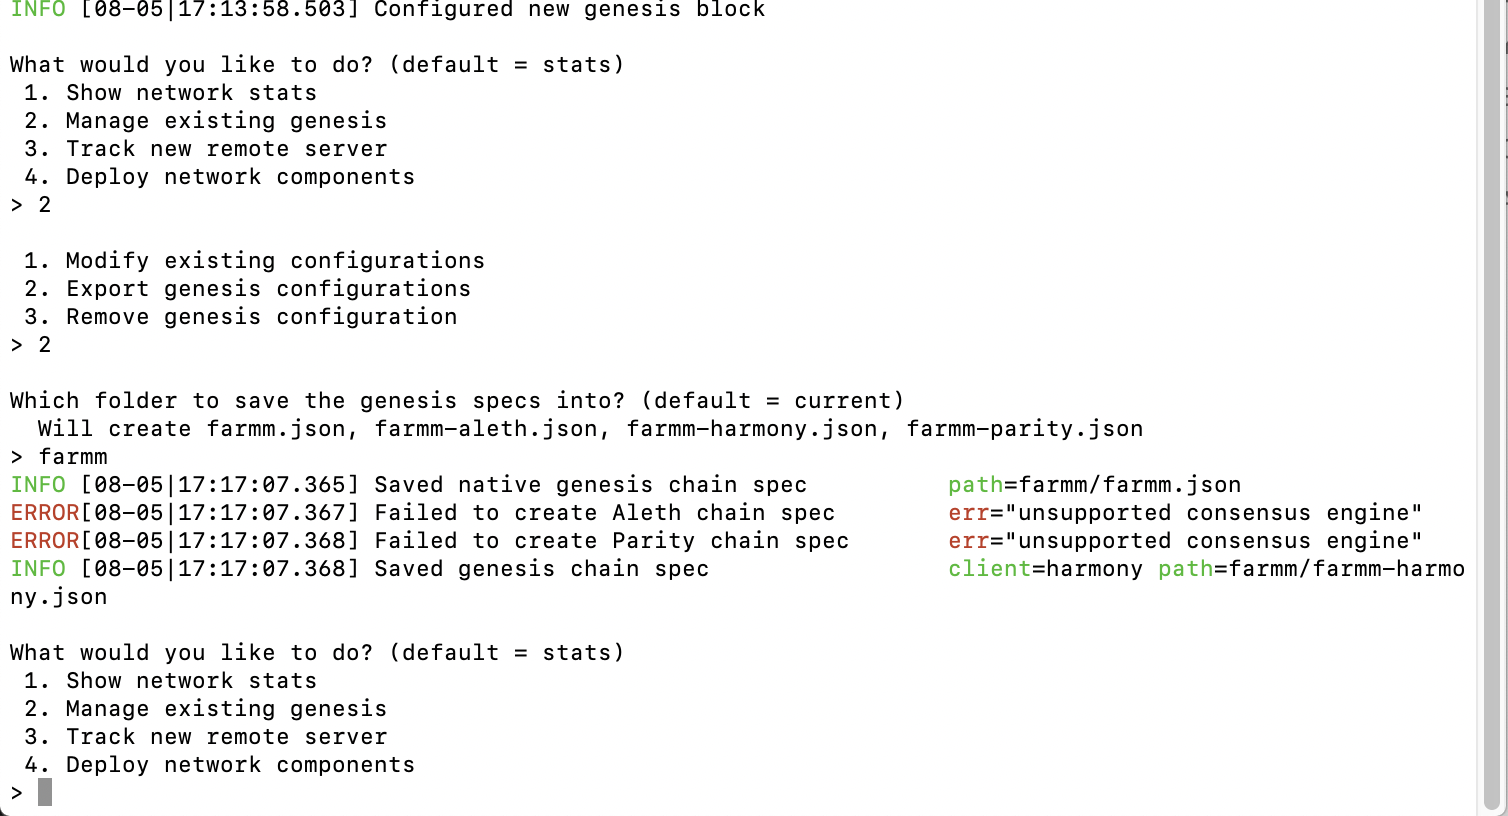 INFO [08-05|17:13:58.503] Configured new genesis block
What would you like to do? (default = stats)
1. Show network stats
2. Manage existing genesis
3. Track new remote server
4. Deploy network components
> 2
1. Modify existing configurations
2. Export genesis configurations
3. Remove genesis configuration
> 2
Which folder to save the genesis specs into? (default = current)
Will create farmm.json, farmm-aleth.json, farmm-harmony.json, farmm-parity.json
> farmm
INFO [08-05|17:17:07.365] Saved native genesis chain spec path=farmm/farmm.json
ERROR[08-05|17:17:07.367] Failed to create Aleth chain spec err="unsupported consensus engine"
ERROR[08-05|17:17:07.368] Failed to create Parity chain spec err="unsupported consensus engine"
INFO [08-05|17:17:07.368] Saved genesis chain spec client=harmony path=farmm/farmm-harmo
ny.json
What would you like to do? (default = stats)
1. Show network stats
2. Manage existing genesis
3. Track new remote server
4. Deploy network components
>